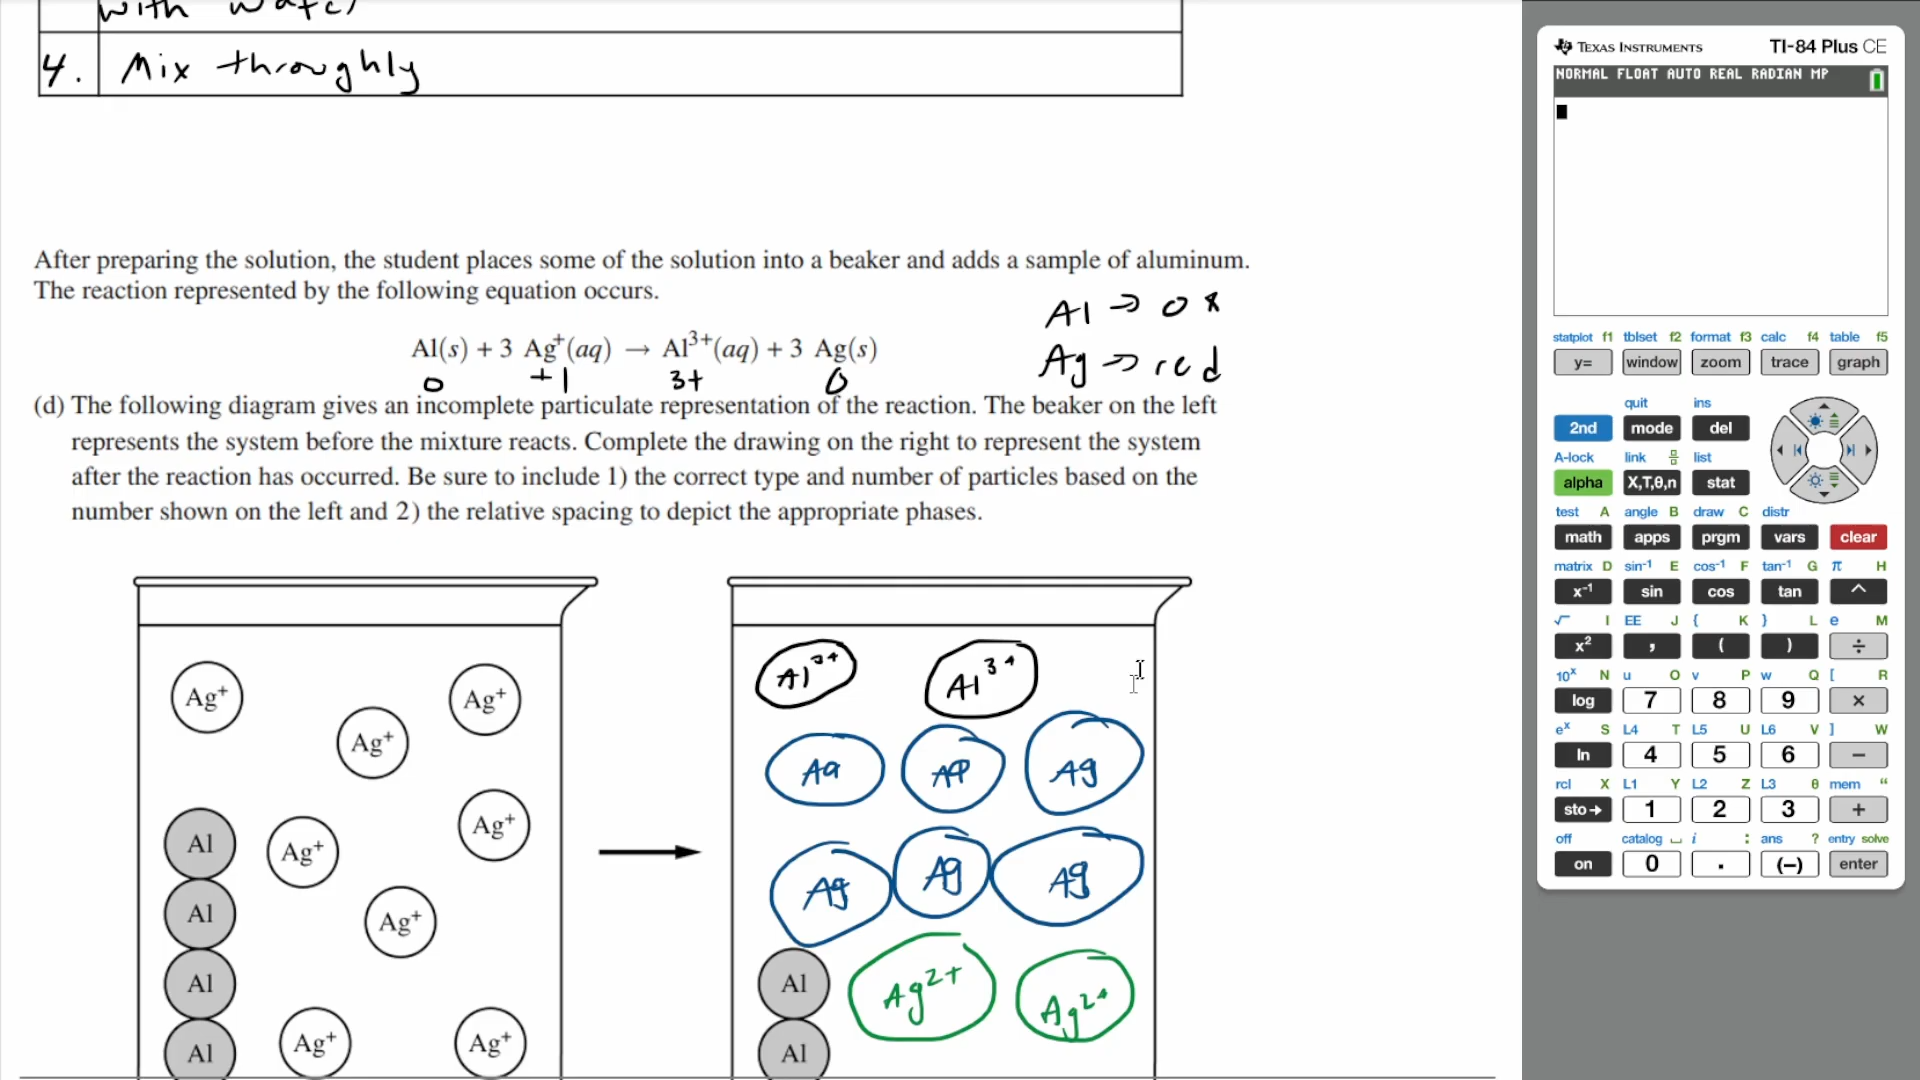 with water
4. Mix throughly
After preparing the solution, the student places some of the solution into a beaker and adds a sample of aluminum.
The reaction represented by the following equation occurs.
Al → ox
Al(s) + 3 Ag⁺(aq) → Al³⁺(aq) + 3 Ag(s)
Ag → red
0 +1 3+ 0
(d) The following diagram gives an incomplete particulate representation of the reaction. The beaker on the left
represents the system before the mixture reacts. Complete the drawing on the right to represent the system
after the reaction has occurred. Be sure to include 1) the correct type and number of particles based on the
number shown on the left and 2) the relative spacing to depict the appropriate phases.
Ag⁺ Ag⁺
Ag⁺
Ag⁺
Al Ag⁺
Al Ag⁺
Al
Al Ag⁺ Ag⁺
Al³⁺ Al³⁺
Ag
Ag Ag Ag
Al Ag²⁺ Ag²⁺
Al
TEXAS INSTRUMENTS TI-84 Plus CE
NORMAL FLOAT AUTO REAL RADIAN MP
statplot f1 tblset f2 format f3 calc f4 table f5
y= window zoom trace graph
quit ins
2nd mode del
A-lock link list
alpha X,T,θ,n stat
test A angle B draw C distr
math apps prgm vars clear
matrix D sin⁻¹ E cos⁻¹ F tan⁻¹ G π H
x⁻¹ sin cos tan ^
√ I EE J { K } L e M
x² , ( ) ÷
10ˣ N u O v P w Q [ R
log 7 8 9 ×
eˣ S L4 T L5 U L6 V ] W
ln 4 5 6 −
rcl X L1 Y L2 Z L3 θ mem “
sto→ 1 2 3 +
off catalog ⎵ i : ans ? entry solve
on 0 . (−) enter